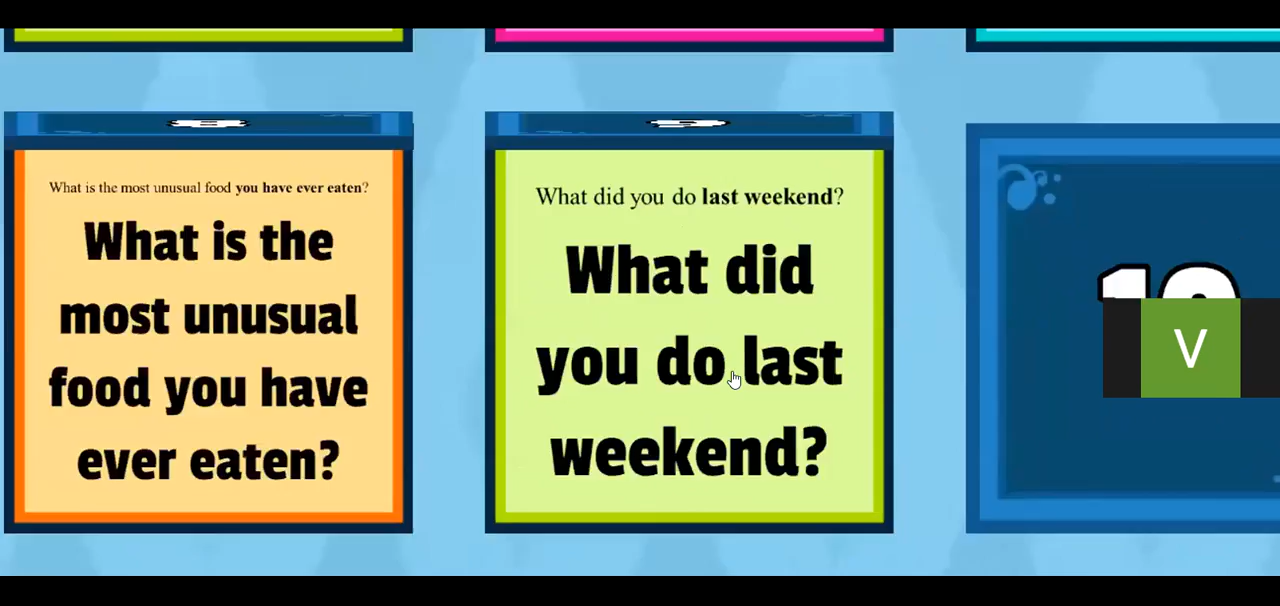 What is the most unusual food you have ever eaten?
What is the
most unusual
food you have
ever eaten?
What did you do last weekend?
What did
you do last
weekend?
V